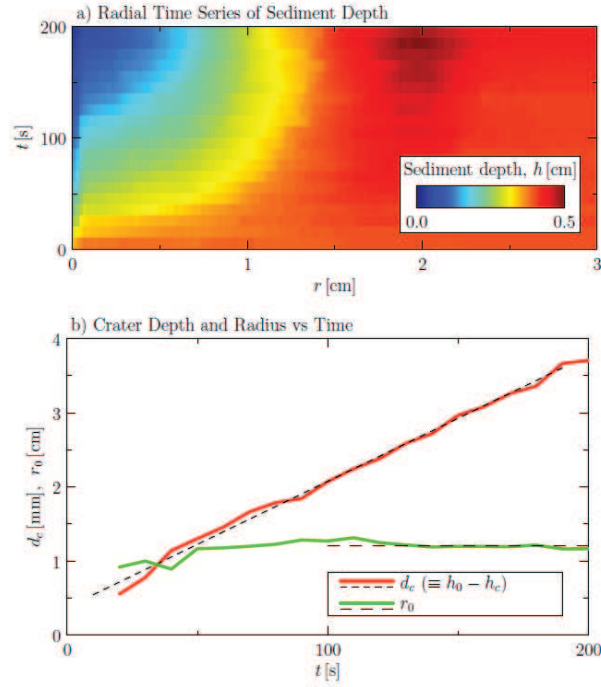 a) Radial Time Series of Sediment Depth
200
100
0
t [s]
Sediment depth, h [cm]
0.0 0.5
0 1 2 3
r [cm]
b) Crater Depth and Radius vs Time
4
3
2
1
0
d_c [mm], r_0 [cm]
d_c (≡ h_0 − h_c)
r_0
0 100 200
t [s]